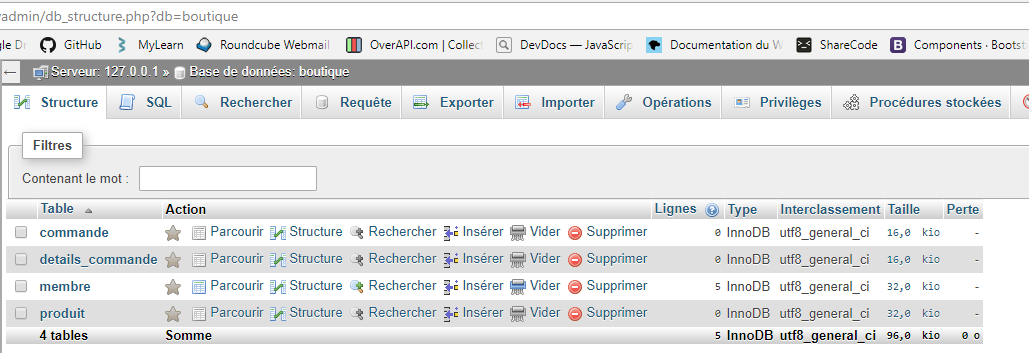 yadmin/db_structure.php?db=boutique
gle Dr GitHub MyLearn Roundcube Webmail OverAPI.com | Collect DevDocs — JavaScrip Documentation du W ShareCode Components · Bootst
← Serveur: 127.0.0.1 » Base de données: boutique
Structure SQL Rechercher Requête Exporter Importer Opérations Privilèges Procédures stockées
Filtres
Contenant le mot :
Table Action Lignes Type Interclassement Taille Perte
commande Parcourir Structure Rechercher Insérer Vider Supprimer 0 InnoDB utf8_general_ci 16,0 kio -
details_commande Parcourir Structure Rechercher Insérer Vider Supprimer 0 InnoDB utf8_general_ci 16,0 kio -
membre Parcourir Structure Rechercher Insérer Vider Supprimer 5 InnoDB utf8_general_ci 32,0 kio -
produit Parcourir Structure Rechercher Insérer Vider Supprimer 0 InnoDB utf8_general_ci 32,0 kio -
4 tables Somme 5 InnoDB utf8_general_ci 96,0 kio 0 o